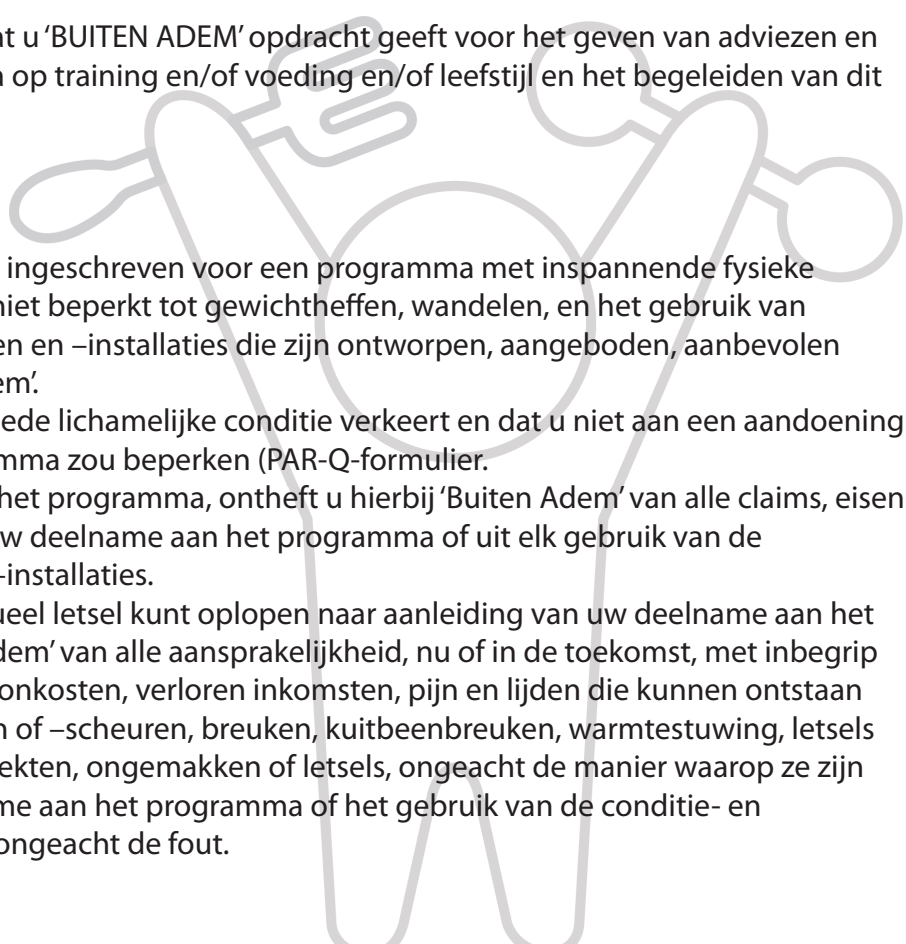 at u ‘BUITEN ADEM’ opdracht geeft voor het geven van adviezen en
op training en/of voeding en/of leefstijl en het begeleiden van dit
ingeschreven voor een programma met inspannende fysieke
niet beperkt tot gewichtheffen, wandelen, en het gebruik van
en en –installaties die zijn ontworpen, aangeboden, aanbevolen
em’.
ede lichamelijke conditie verkeert en dat u niet aan een aandoening
mma zou beperken (PAR-Q-formulier.
het programma, ontheft u hierbij ‘Buiten Adem’ van alle claims, eisen
uw deelname aan het programma of uit elk gebruik van de
-installaties.
ueel letsel kunt oplopen naar aanleiding van uw deelname aan het
dem’ van alle aansprakelijkheid, nu of in de toekomst, met inbegrip
onkosten, verloren inkomsten, pijn en lijden die kunnen ontstaan
n of –scheuren, breuken, kuitbeenbreuken, warmtestuwing, letsels
ekten, ongemakken of letsels, ongeacht de manier waarop ze zijn
me aan het programma of het gebruik van de conditie- en
ongeacht de fout.